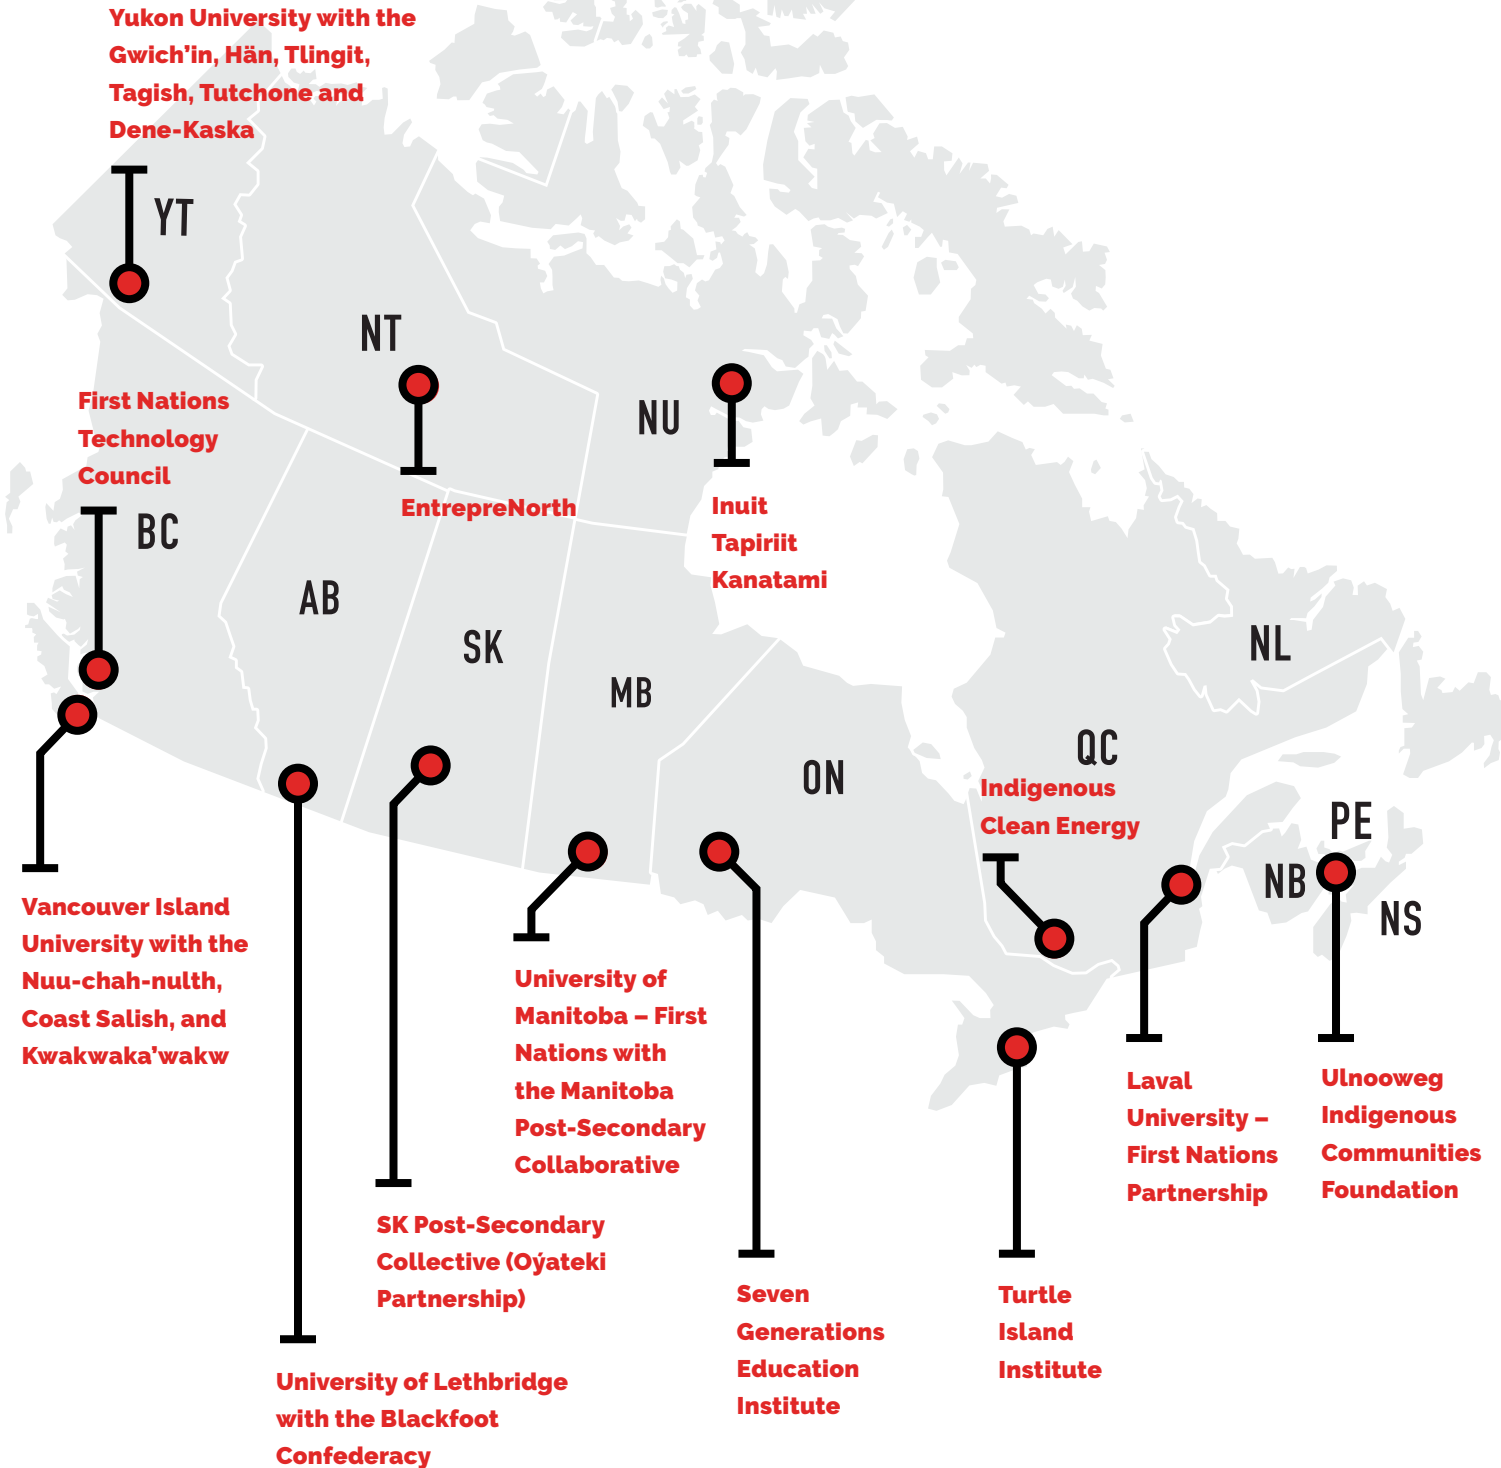 Yukon University with the
Gwich’in, Hän, Tlingit,
Tagish, Tutchone and
Dene-Kaska
YT
NT
First Nations
Technology
Council
NU
EntrepreNorth
Inuit
Tapiriit
Kanatami
BC
AB
SK
NL
MB
QC
ON
Indigenous
Clean Energy
PE
NB
NS
Vancouver Island
University with the
Nuu-chah-nulth,
Coast Salish, and
Kwakwaka’wakw
University of
Manitoba – First
Nations with
the Manitoba
Post-Secondary
Collaborative
Laval
University –
First Nations
Partnership
Ulnooweg
Indigenous
Communities
Foundation
SK Post-Secondary
Collective (Oýateki
Partnership)
Seven
Generations
Education
Institute
Turtle
Island
Institute
University of Lethbridge
with the Blackfoot
Confederacy